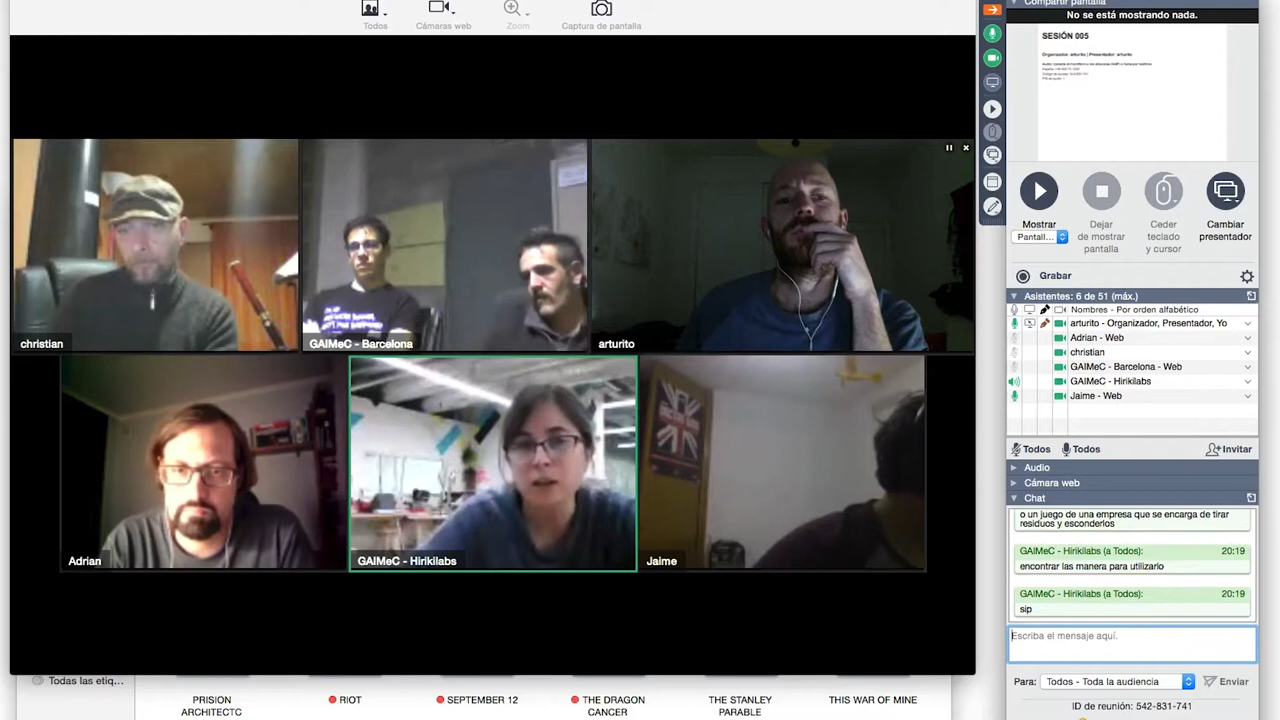 Todos
Cámaras web
Zoom
Captura de pantalla
christian
GAIMeC - Barcelona
arturito
Adrian
GAIMeC - Hirikilabs
Jaime
Todas las etiq...
PRISION
ARCHITECTC
RIOT
SEPTEMBER 12
THE DRAGON
CANCER
THE STANLEY
PARABLE
THIS WAR OF MINE
Compartir pantalla
No se está mostrando nada.
SESIÓN 005
Organizador: arturito | Presentador: arturito
Mostrar
Pantall...
Dejar
de mostrar
pantalla
Ceder
teclado
y cursor
Cambiar
presentador
Grabar
Asistentes: 6 de 51 (máx.)
Nombres - Por orden alfabético
arturito - Organizador, Presentador, Yo
Adrian - Web
christian
GAIMeC - Barcelona - Web
GAIMeC - Hirikilabs
Jaime - Web
Todos
Todos
Invitar
Audio
Cámara web
Chat
o un juego de una empresa que se encarga de tirar
residuos y esconderlos
GAIMeC - Hirikilabs (a Todos): 20:19
encontrar las manera para utilizarlo
GAIMeC - Hirikilabs (a Todos): 20:19
sip
Escriba el mensaje aquí.
Para: Todos - Toda la audiencia Enviar
ID de reunión: 542-831-741